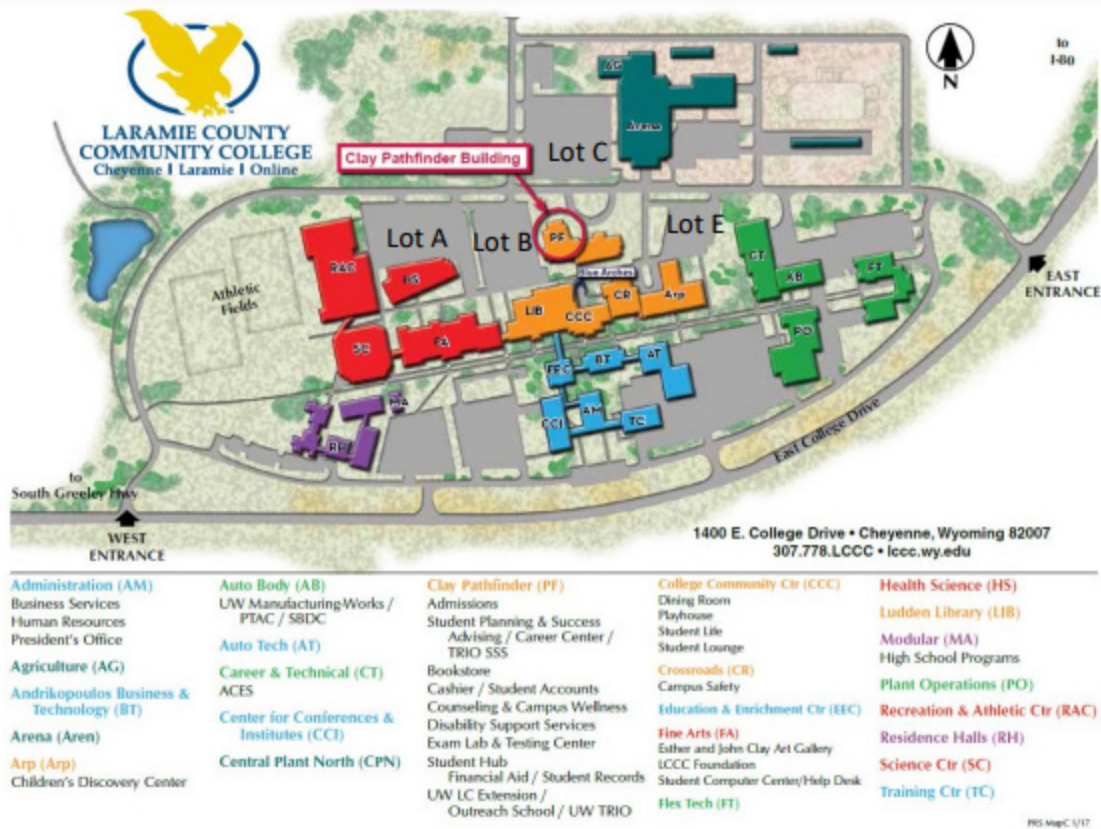 LARAMIE COUNTY
COMMUNITY COLLEGE
Cheyenne | Laramie | Online
N
to
I-80
AG
Arena
Lot C
Clay Pathfinder Building
Lot A
Lot B
PF
Lot E
RAC
HS
Blue Arches
CT
AB
FT
EAST
ENTRANCE
Athletic
Fields
LIB
CCC
CR
Arp
SC
FA
PO
EEC
BT
AT
MA
RH
CCI
AM
TC
East College Drive
to
South Greeley Hwy
WEST
ENTRANCE
1400 E. College Drive • Cheyenne, Wyoming 82007
307.778.LCCC • lccc.wy.edu
Administration (AM)
Business Services
Human Resources
President's Office
Agriculture (AG)
Andrikopoulos Business &
Technology (BT)
Arena (Aren)
Arp (Arp)
Children's Discovery Center
Auto Body (AB)
UW Manufacturing-Works /
PTAC / SBDC
Auto Tech (AT)
Career & Technical (CT)
ACES
Center for Conferences &
Institutes (CCI)
Central Plant North (CPN)
Clay Pathfinder (PF)
Admissions
Student Planning & Success
Advising / Career Center /
TRIO SSS
Bookstore
Cashier / Student Accounts
Counseling & Campus Wellness
Disability Support Services
Exam Lab & Testing Center
Student Hub
Financial Aid / Student Records
UW LC Extension /
Outreach School / UW TRIO
College Community Ctr (CCC)
Dining Room
Playhouse
Student Life
Student Lounge
Crossroads (CR)
Campus Safety
Education & Enrichment Ctr (EEC)
Fine Arts (FA)
Esther and John Clay Art Gallery
LCCC Foundation
Student Computer Center/Help Desk
Flex Tech (FT)
Health Science (HS)
Ludden Library (LIB)
Modular (MA)
High School Programs
Plant Operations (PO)
Recreation & Athletic Ctr (RAC)
Residence Halls (RH)
Science Ctr (SC)
Training Ctr (TC)
PRS MapC 1/17